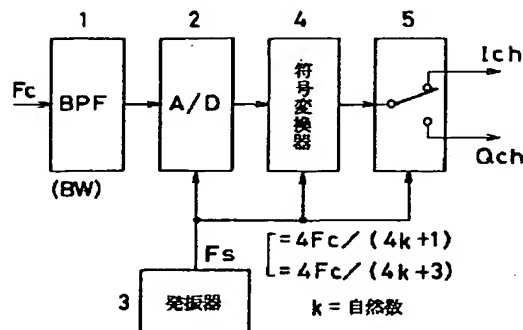 1
2
4
5
Fc
BPF
(BW)
A/D
符号変換器
Ich
Qch
Fs
=4Fc/(4k+1)
=4Fc/(4k+3)
3
発振器
k=自然数